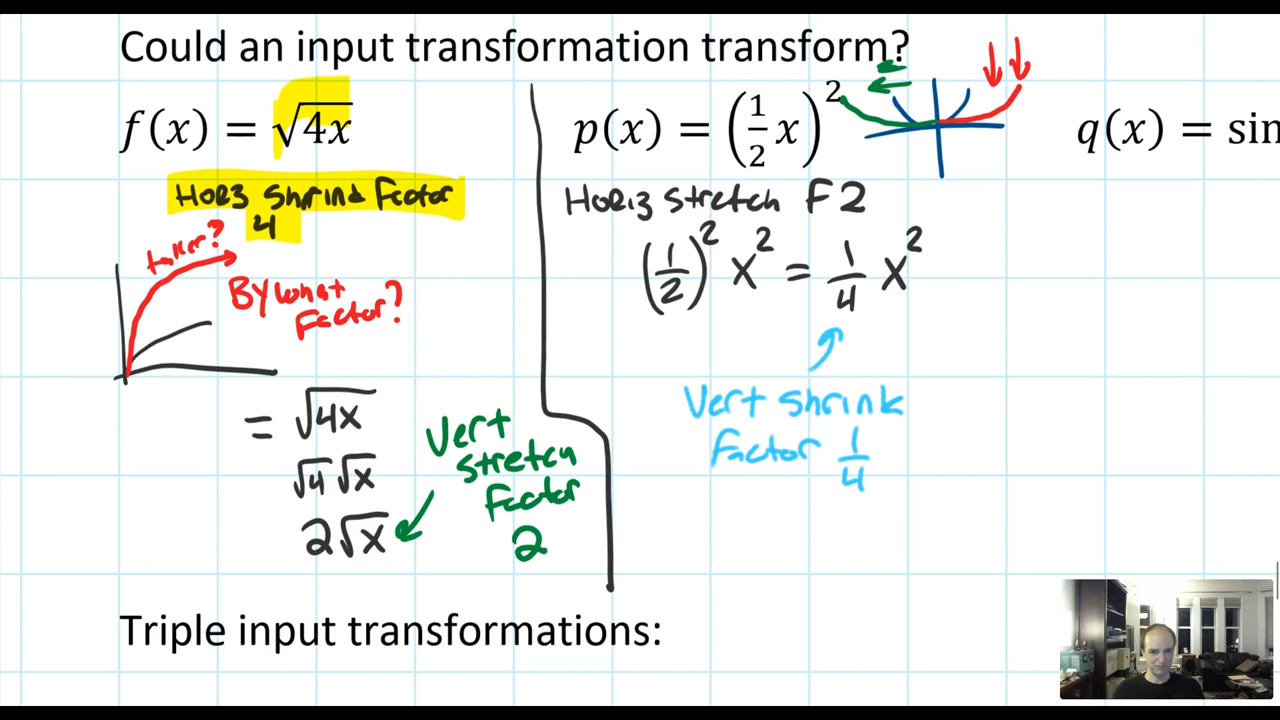 Could an input transformation transform?
f(x) = √4x
Horiz Shrink Factor
4
taller?
By what
Factor?
= √4x
√4 √x
2√x
Vert
stretch
factor
2
p(x) = (1/2 x)²
Horiz stretch F2
(1/2)² x² = 1/4 x²
Vert shrink
factor 1/4
q(x) = sin
Triple input transformations: